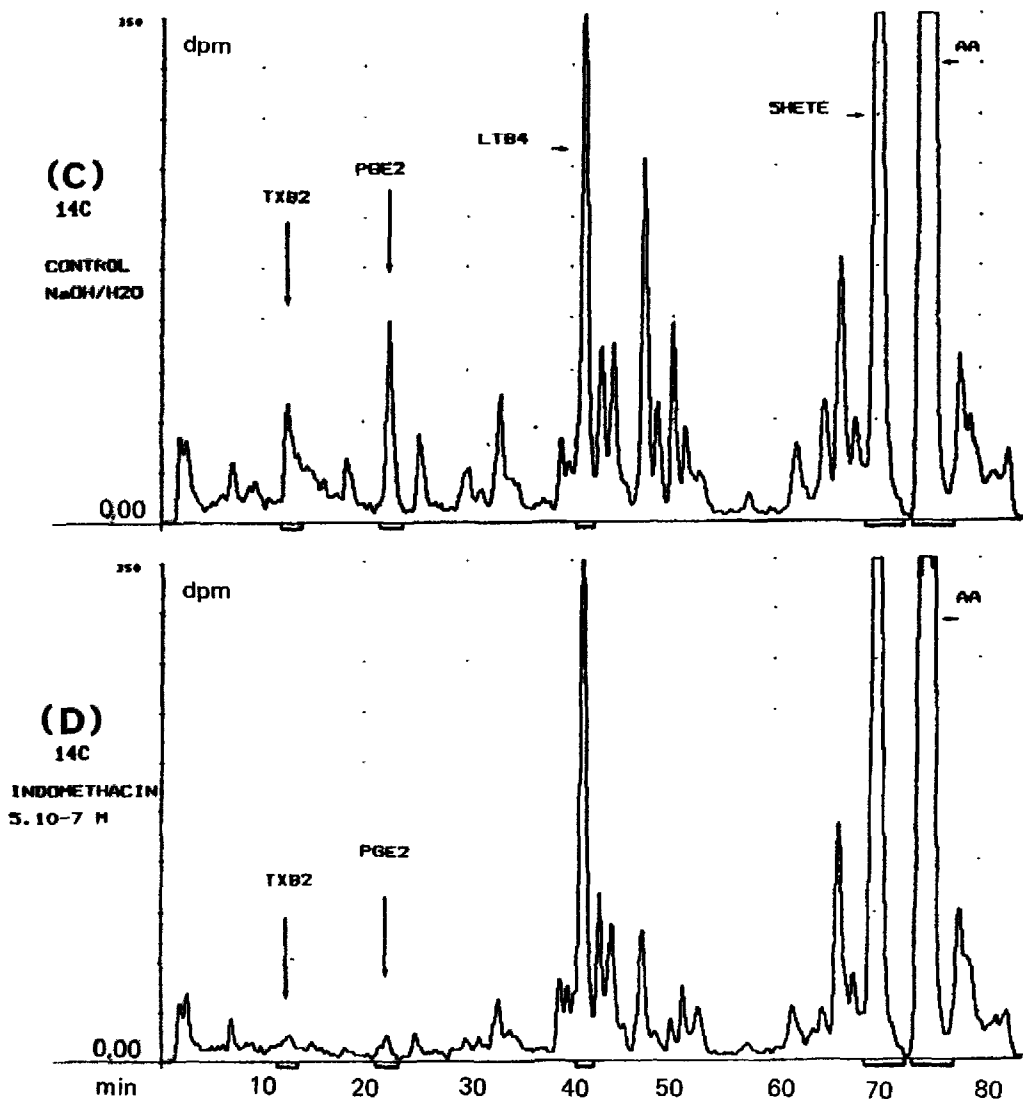 350
dpm
AA
5HETE
LTB4
PGE2
TXB2
(C)
14C
CONTROL
NaOH/H2O
0,00
350
dpm
AA
(D)
14C
INDOMETHACIN
5.10-7 M
PGE2
TXB2
0,00
min 10 20 30 40 50 60 70 80